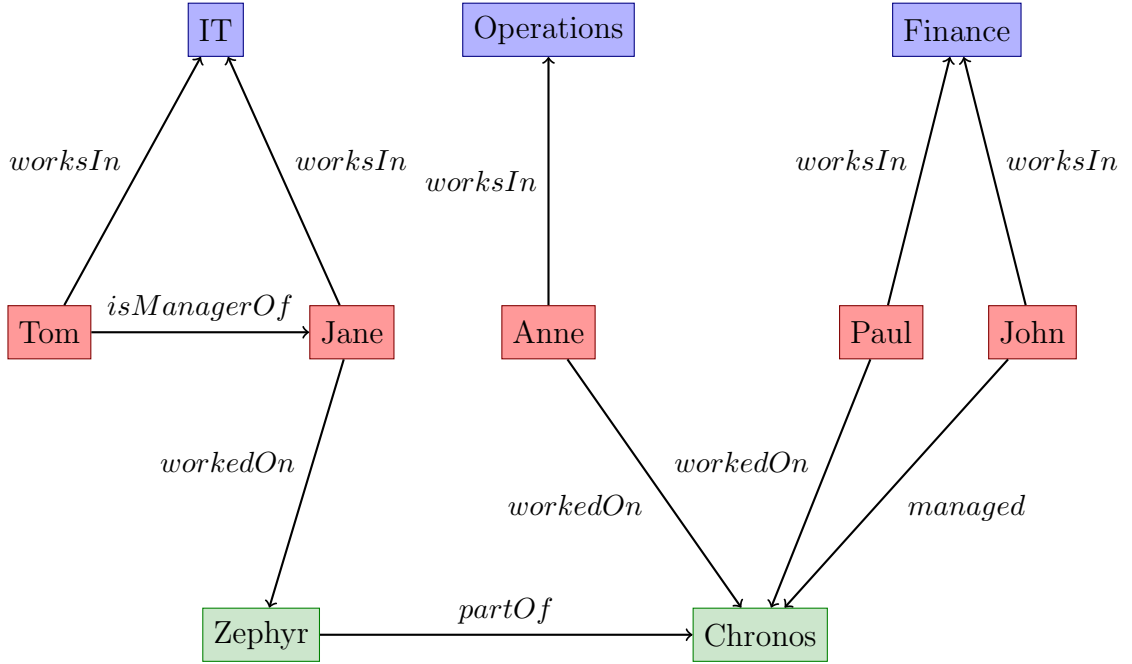 IT
Operations
Finance
worksIn
worksIn
worksIn
worksIn
worksIn
Tom
isManagerOf
Jane
Anne
Paul
John
workedOn
workedOn
workedOn
managed
Zephyr
partOf
Chronos